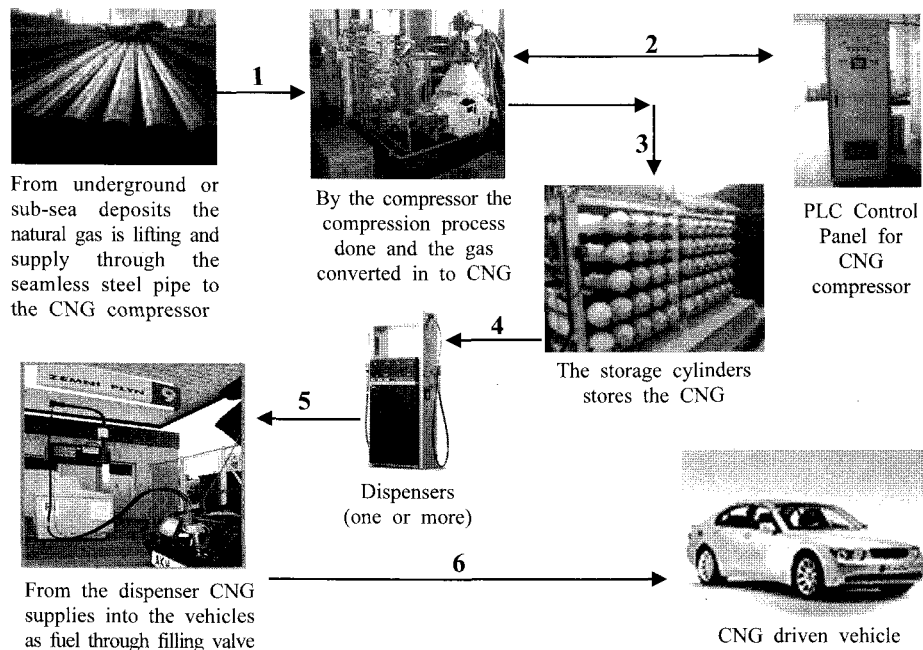 1
2
3
From underground or
sub-sea deposits the
natural gas is lifting and
supply through the
seamless steel pipe to
the CNG compressor
By the compressor the
compression process
done and the gas
converted in to CNG
PLC Control
Panel for
CNG
compressor
4
The storage cylinders
stores the CNG
ZEMNI PLYN
5
Dispensers
(one or more)
6
From the dispenser CNG
supplies into the vehicles
as fuel through filling valve
CNG driven vehicle